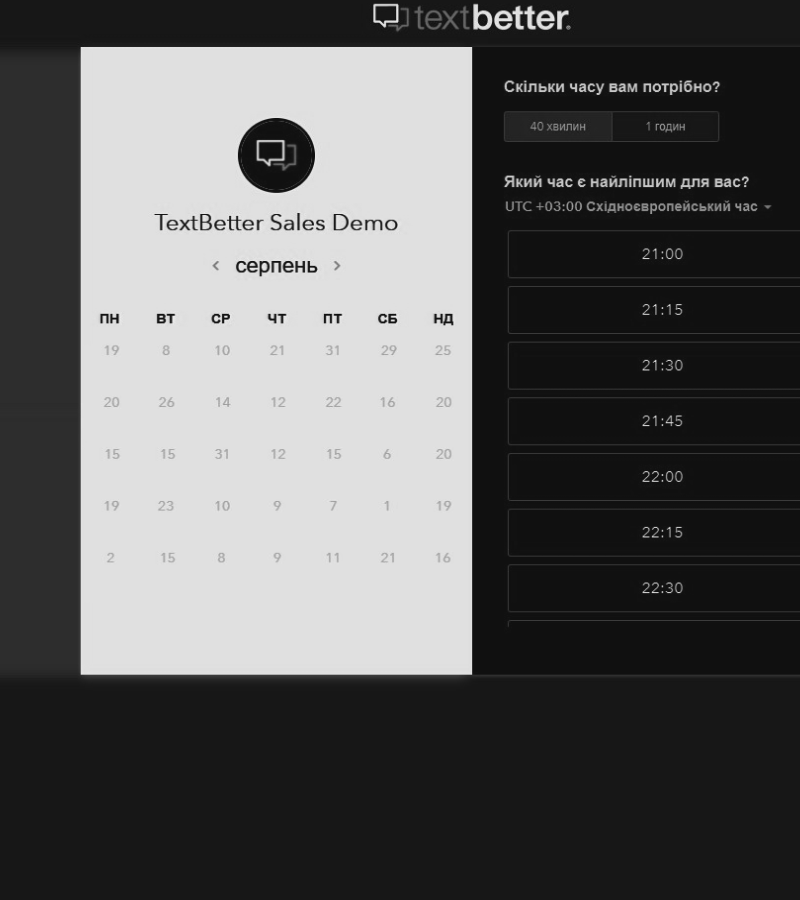 textbetter.
TextBetter Sales Demo
< серпень >
ПН ВТ СР ЧТ ПТ СБ НД
19 8 10 21 31 29 25
20 26 14 12 22 16 20
15 15 31 12 15 6 20
19 23 10 9 7 1 19
2 15 8 9 11 21 16
Скільки часу вам потрібно?
40 хвилин 1 годин
Який час є найліпшим для вас?
UTC +03:00 Східноєвропейський час
21:00
21:15
21:30
21:45
22:00
22:15
22:30